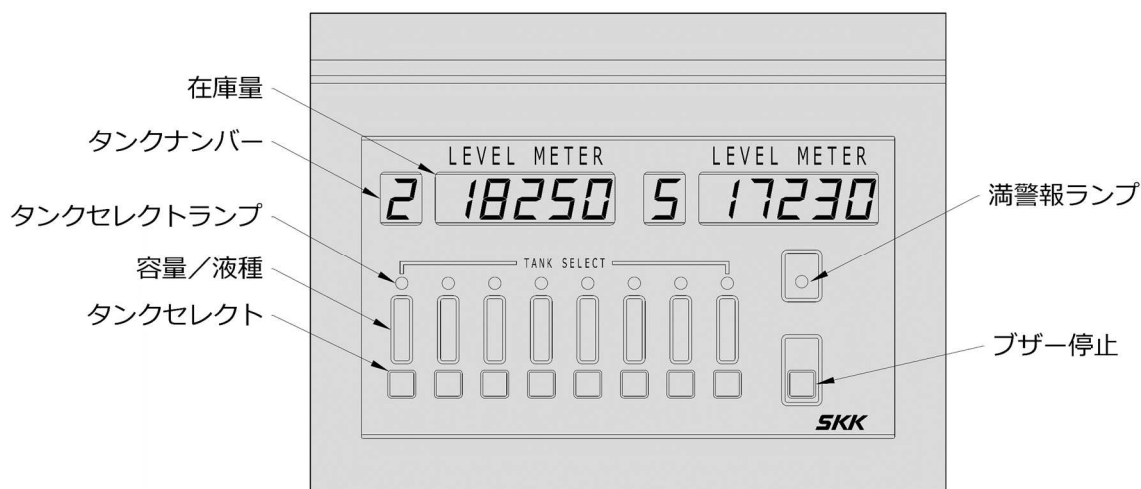 在庫量
タンクナンバー
タンクセレクトランプ
容量/液種
タンクセレクト
LEVEL METER
2 18250
LEVEL METER
5 17230
TANK SELECT
満警報ランプ
ブザー停止
SKK